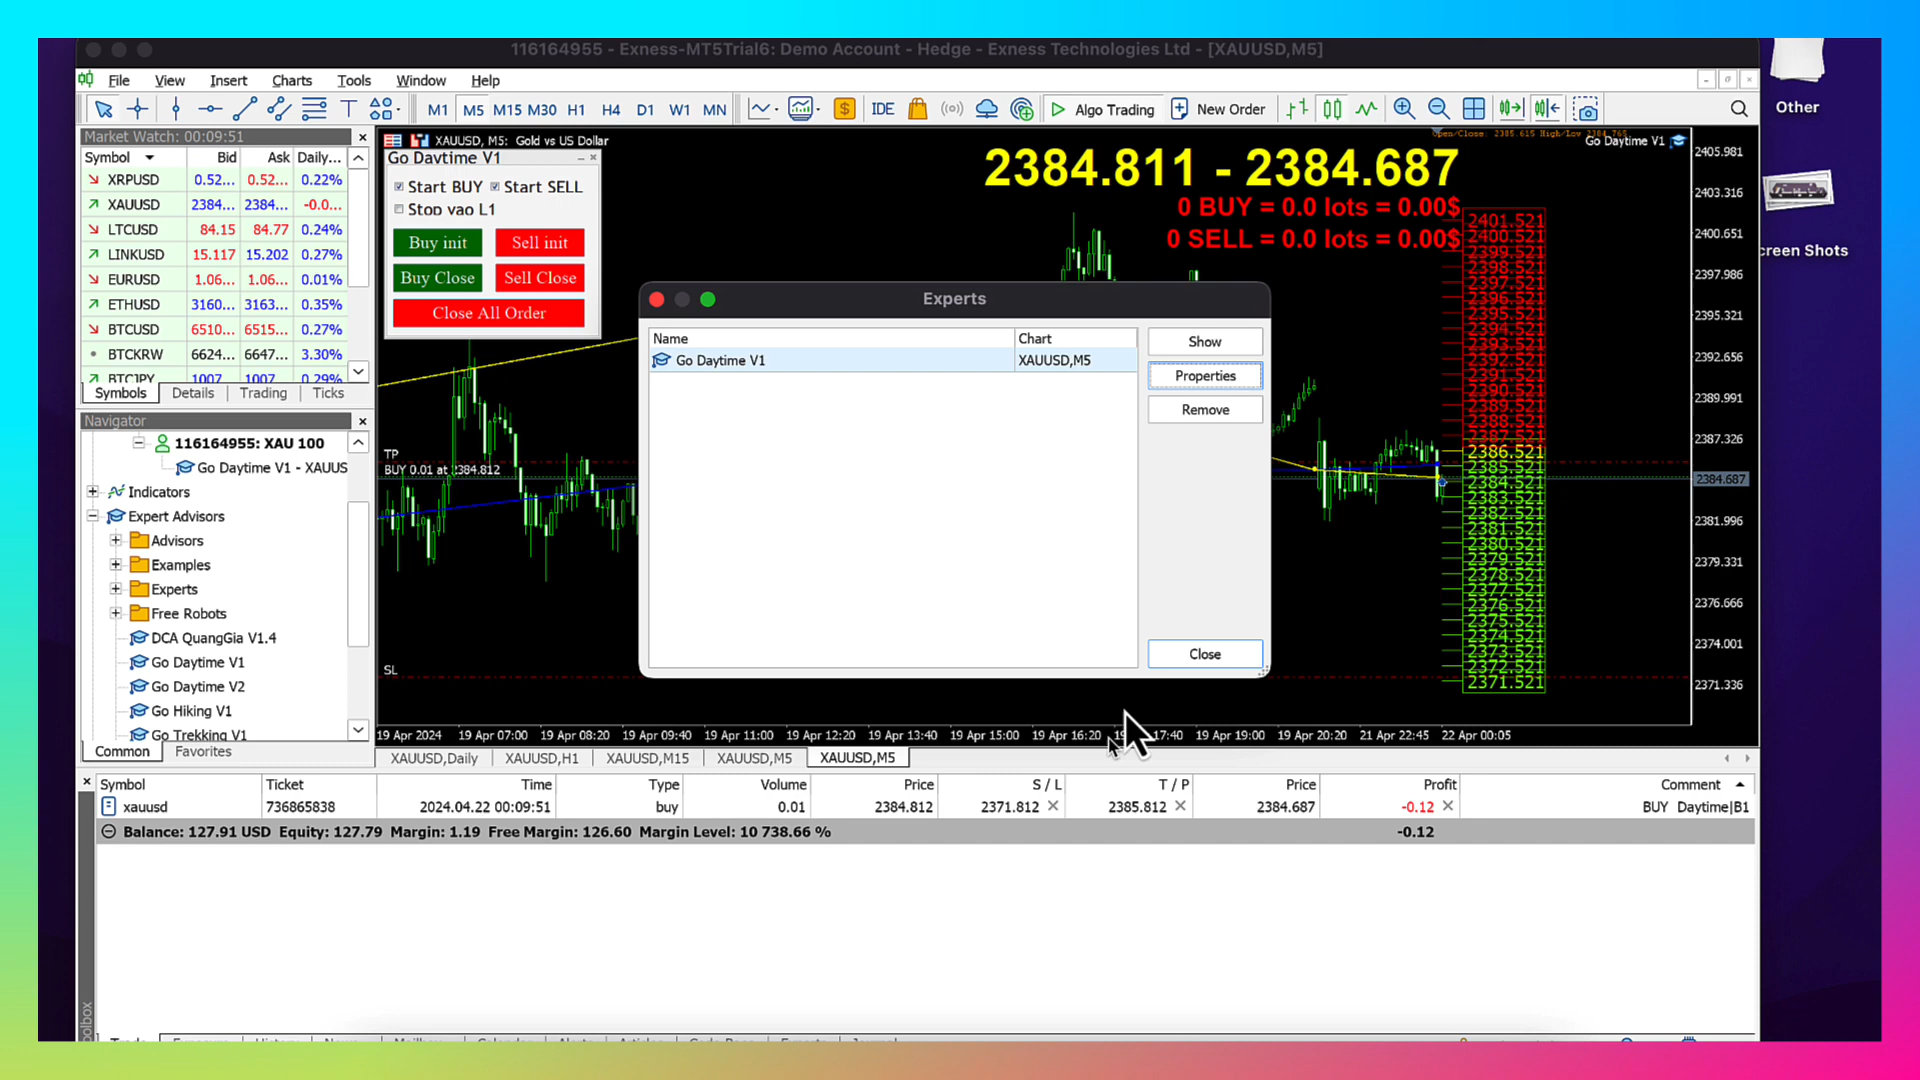 116164955 - Exness-MT5Trial6: Demo Account - Hedge - Exness Technologies Ltd - [XAUUSD,M5]
File View Insert Charts Tools Window Help
M1 M5 M15 M30 H1 H4 D1 W1 MN IDE Algo Trading New Order
Other
creen Shots
Market Watch: 00:09:51
Symbol Bid Ask Daily...
XRPUSD 0.52... 0.52... 0.22%
XAUUSD 2384... 2384... -0.0...
LTCUSD 84.15 84.77 0.24%
LINKUSD 15.117 15.202 0.27%
EURUSD 1.06... 1.06... 0.01%
ETHUSD 3160... 3163... 0.35%
BTCUSD 6510... 6515... 0.27%
BTCKRW 6624... 6647... 3.30%
BTCJPY 1007... 1007... 0.29%
Symbols Details Trading Ticks
Navigator
116164955: XAU 100
Go Daytime V1 - XAUUS
Indicators
Expert Advisors
Advisors
Examples
Experts
Free Robots
DCA QuangGia V1.4
Go Daytime V1
Go Daytime V2
Go Hiking V1
Go Trekking V1
Common Favorites
XAUUSD, M5: Gold vs US Dollar
Open/Close: 2385.615 High/Low 2384.765
Go Daytime V1
Go Daytime V1
Start BUY Start SELL
Stop vao L1
Buy init Sell init
Buy Close Sell Close
Close All Order
2384.811 - 2384.687
0 BUY = 0.0 lots = 0.00$
0 SELL = 0.0 lots = 0.00$
TP
BUY 0.01 at 2384.812
SL
Experts
Name Chart
Go Daytime V1 XAUUSD,M5
Show
Properties
Remove
Close
2401.521
2400.521
2398.521
2397.521
2396.521
2395.521
2394.521
2393.521
2392.521
2391.521
2390.521
2389.521
2388.521
2386.521
2385.521
2384.521
2383.521
2382.521
2381.521
2380.521
2379.521
2378.521
2377.521
2376.521
2375.521
2374.521
2373.521
2372.521
2371.521
2405.981
2403.316
2400.651
2397.986
2395.321
2392.656
2389.991
2387.326
2384.687
2381.996
2379.331
2376.666
2374.001
2371.336
19 Apr 2024 19 Apr 07:00 19 Apr 08:20 19 Apr 09:40 19 Apr 11:00 19 Apr 12:20 19 Apr 13:40 19 Apr 15:00 19 Apr 16:20 17:40 19 Apr 19:00 19 Apr 20:20 21 Apr 22:45 22 Apr 00:05
XAUUSD,Daily XAUUSD,H1 XAUUSD,M15 XAUUSD,M5 XAUUSD,M5
Symbol Ticket Time Type Volume Price S / L T / P Price Profit Comment
xauusd 736865838 2024.04.22 00:09:51 buy 0.01 2384.812 2371.812 2385.812 2384.687 -0.12 BUY Daytime|B1
Balance: 127.91 USD Equity: 127.79 Margin: 1.19 Free Margin: 126.60 Margin Level: 10 738.66 % -0.12